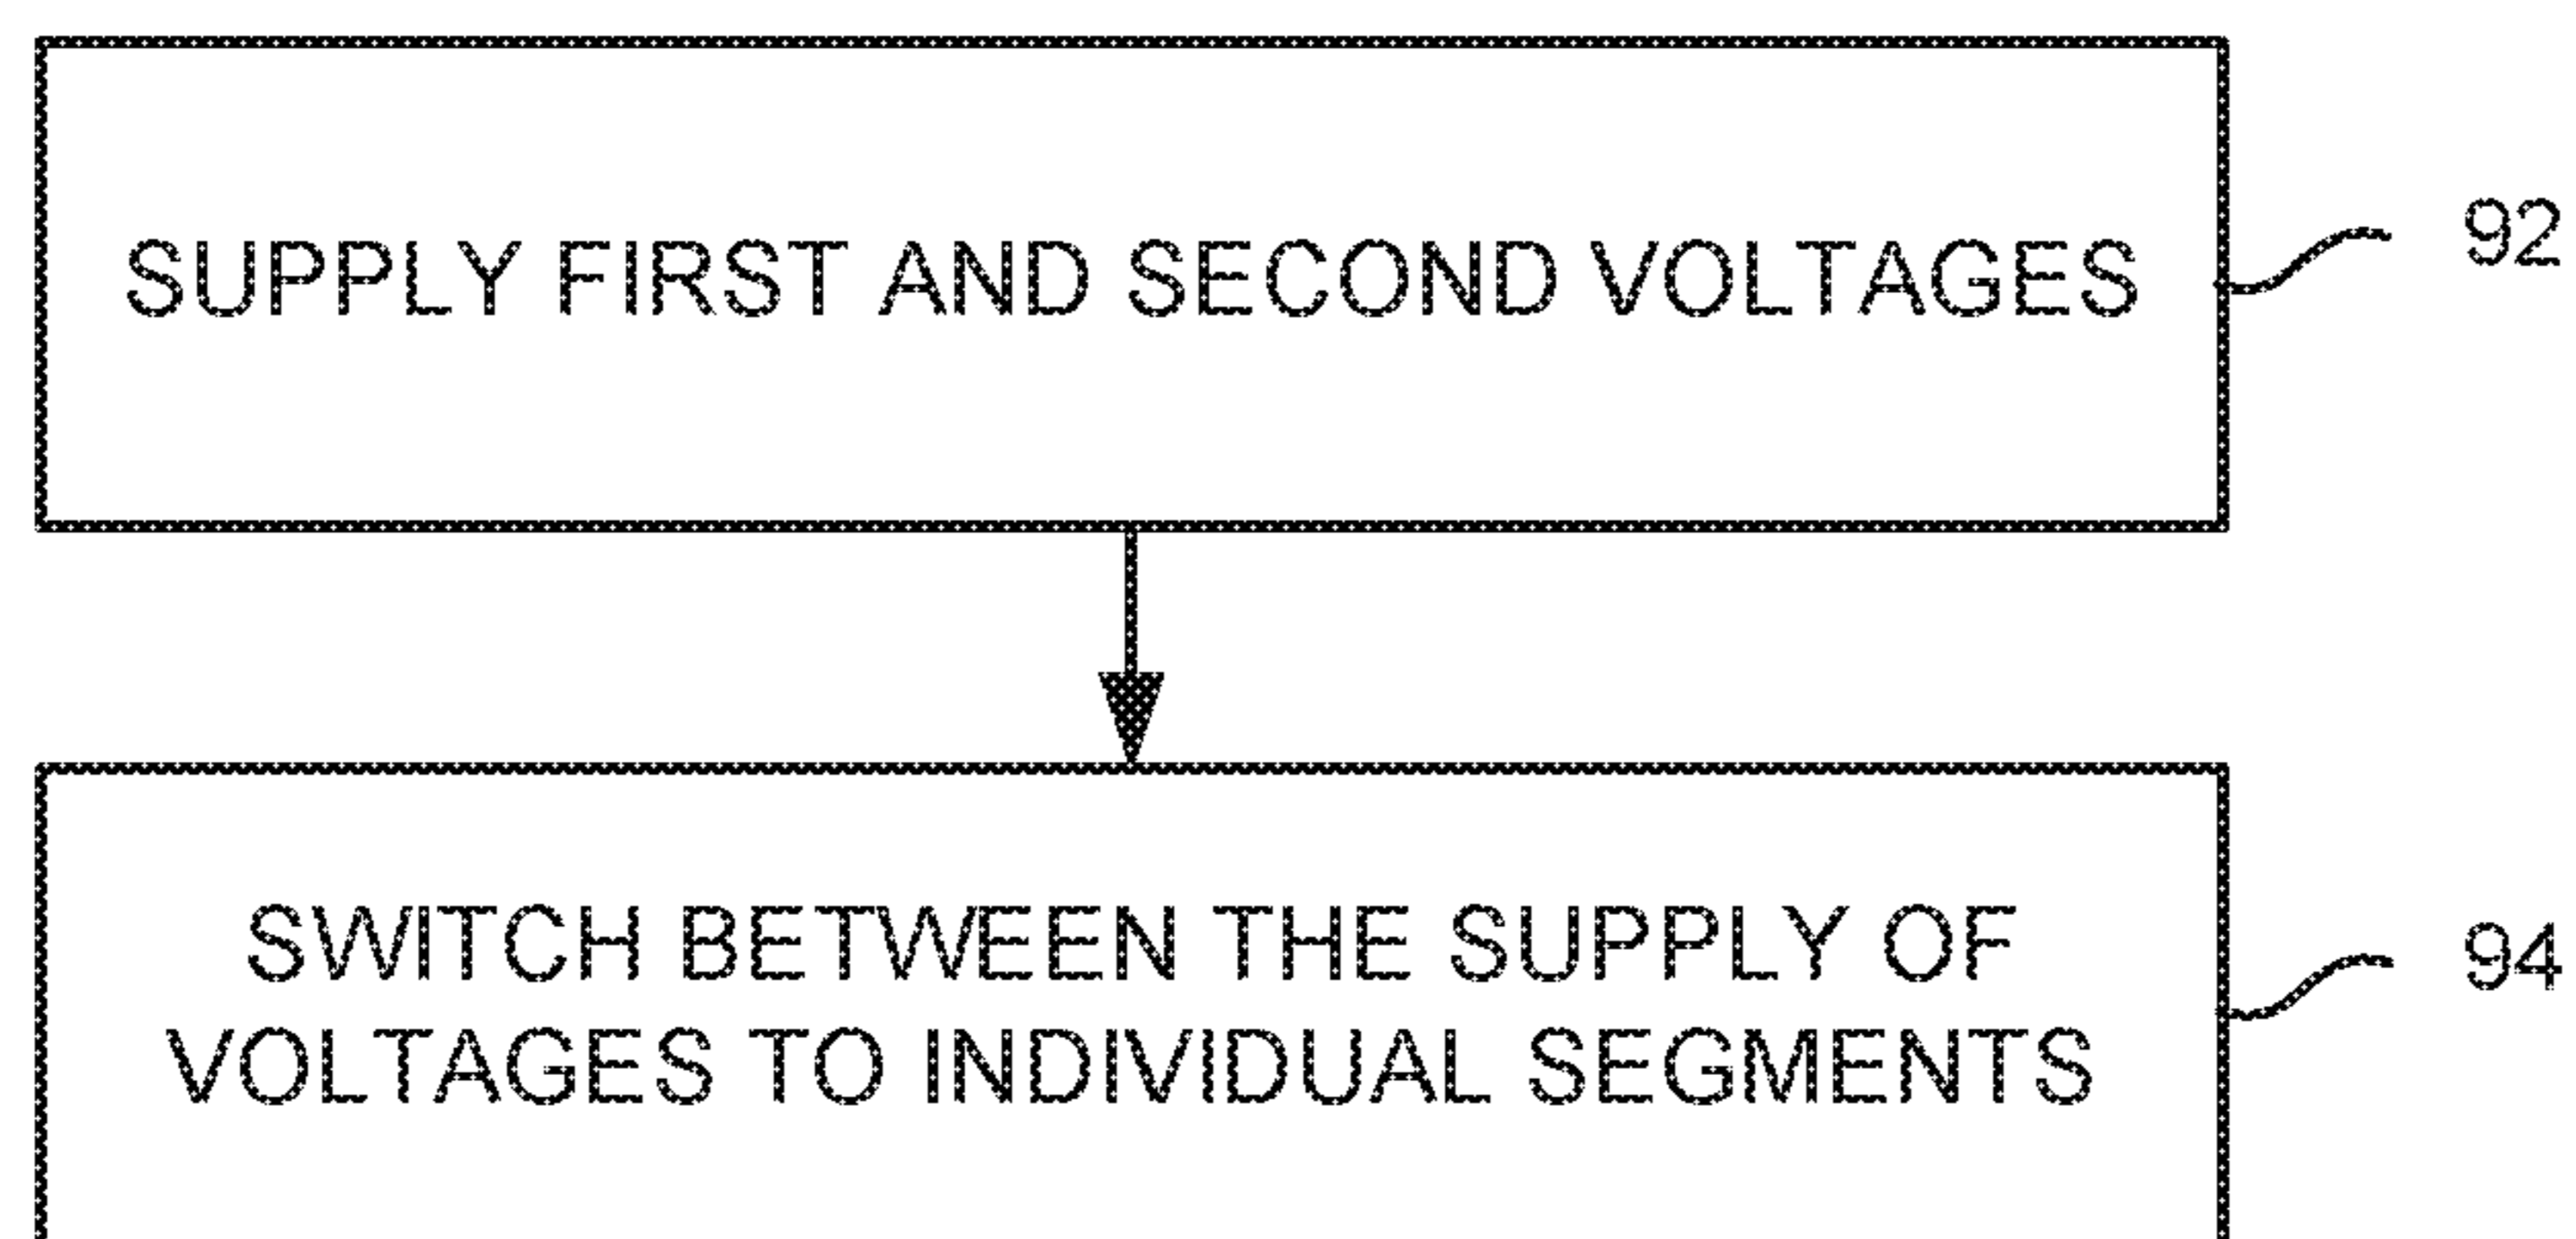 SUPPLY FIRST AND SECOND VOLTAGES
92
SWITCH BETWEEN THE SUPPLY OF
VOLTAGES TO INDIVIDUAL SEGMENTS
94